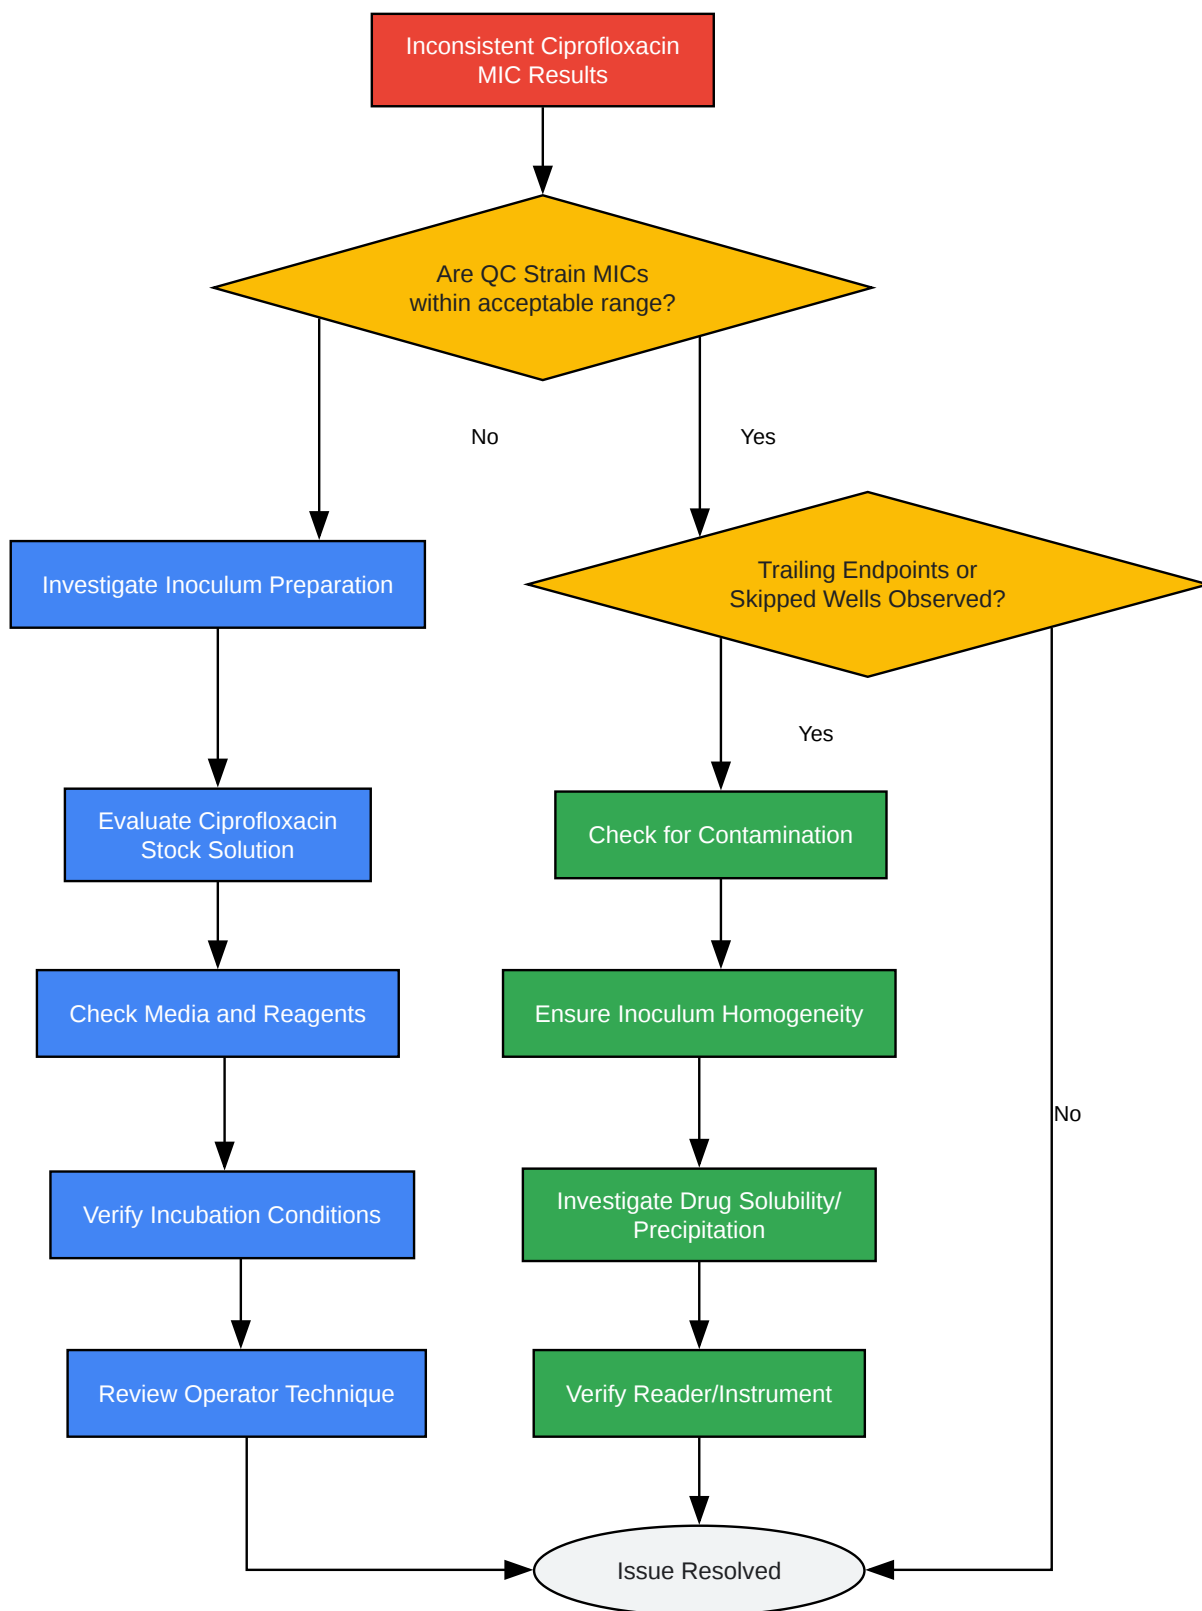 Inconsistent Ciprofloxacin
MIC Results
Are QC Strain MICs
within acceptable range?
No
Yes
Investigate Inoculum Preparation
Trailing Endpoints or
Skipped Wells Observed?
Yes
Evaluate Ciprofloxacin
Stock Solution
Check for Contamination
Check Media and Reagents
Ensure Inoculum Homogeneity
No
Verify Incubation Conditions
Investigate Drug Solubility/
Precipitation
Review Operator Technique
Verify Reader/Instrument
Issue Resolved